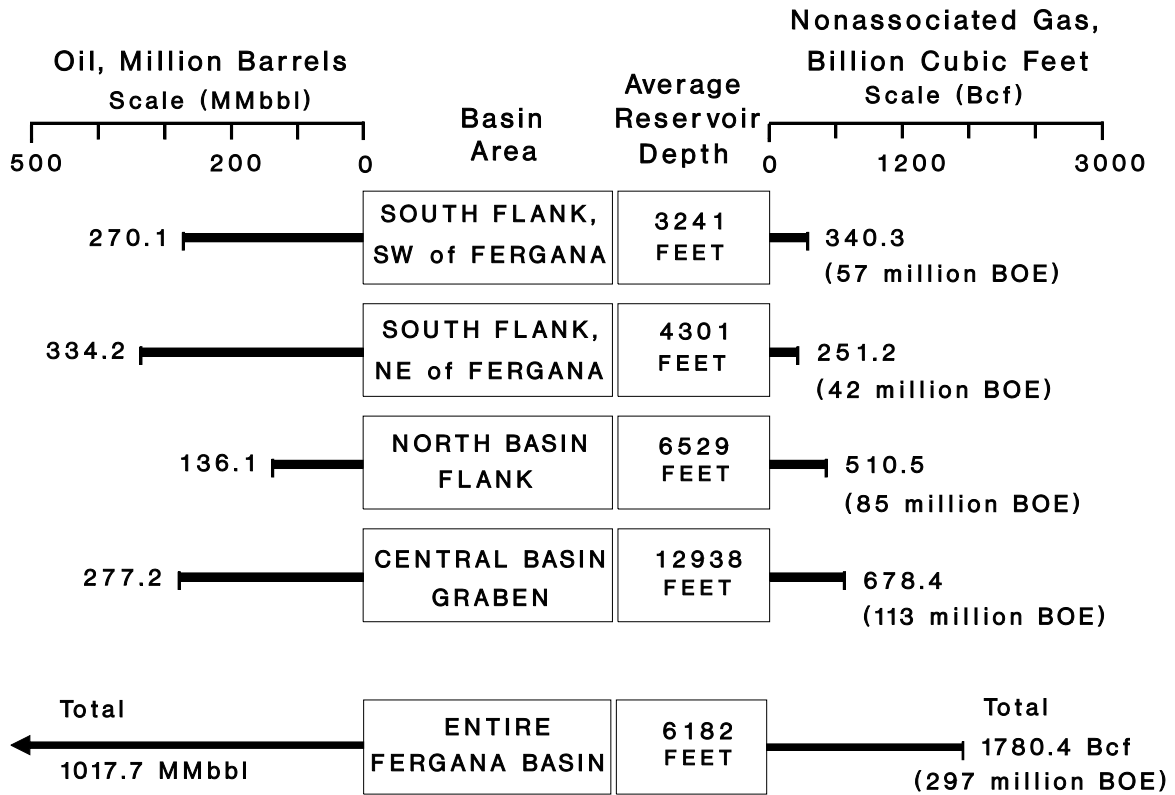 Oil, Million Barrels
Scale (MMbbl)
500
200
0
Basin
Area
Average
Reservoir
Depth
Nonassociated Gas,
Billion Cubic Feet
Scale (Bcf)
0
1200
3000
270.1
SOUTH FLANK,
SW of FERGANA
3241
FEET
340.3
(57 million BOE)
334.2
SOUTH FLANK,
NE of FERGANA
4301
FEET
251.2
(42 million BOE)
136.1
NORTH BASIN
FLANK
6529
FEET
510.5
(85 million BOE)
277.2
CENTRAL BASIN
GRABEN
12938
FEET
678.4
(113 million BOE)
Total
1017.7 MMbbl
ENTIRE
FERGANA BASIN
6182
FEET
Total
1780.4 Bcf
(297 million BOE)